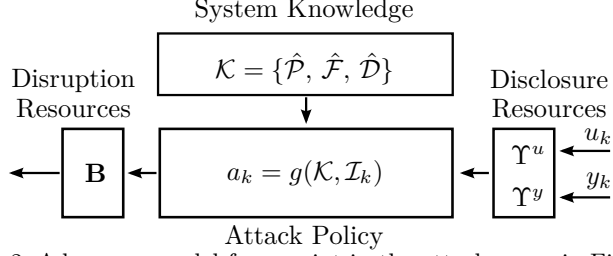 System Knowledge
𝒦 = {𝒫̂, ℱ̂, 𝒟̂}
Disruption
Resources
Disclosure
Resources
B
a_k = g(𝒦, ℐ_k)
Υ^u
Υ^y
u_k
y_k
Attack Policy